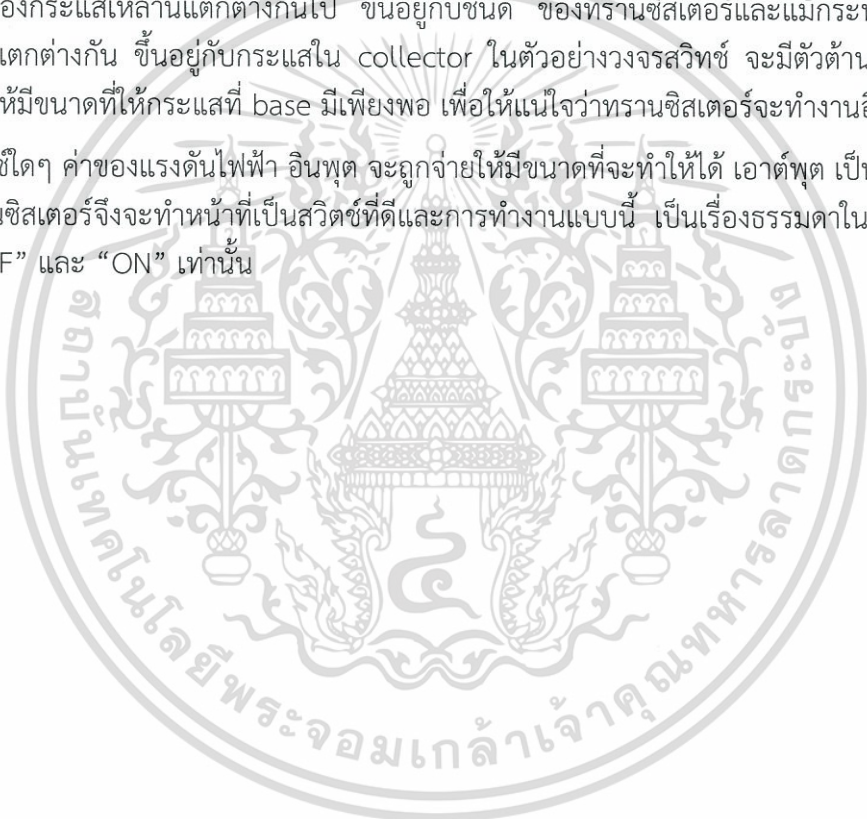 องกระแสเหล่านี้แตกต่างกันไป ขึ้นอยู่กับชนิด ของทรานซิสเตอร์และแม้กระ
แตกต่างกัน ขึ้นอยู่กับกระแสใน collector ในตัวอย่างวงจรสวิทช์ จะมีตัวต้าน
ห้มีขนาดที่ให้กระแสที่ base มีเพียงพอ เพื่อให้แน่ใจว่าทรานซิสเตอร์จะทำงาน
ช์ใดๆ ค่าของแรงดันไฟฟ้า อินพุต จะถูกจ่ายให้มีขนาดที่จะทำให้ได้ เอาต์พุต เป็
นซิสเตอร์จึงจะทำหน้าที่เป็นสวิตช์ที่ดีและการทำงานแบบนี้ เป็นเรื่องธรรมดาใน
F” และ “ON” เท่านั้น
สถาบันเทคโนโลยีพระจอมเกล้าเจ้าคุณทหารลาดกระบัง